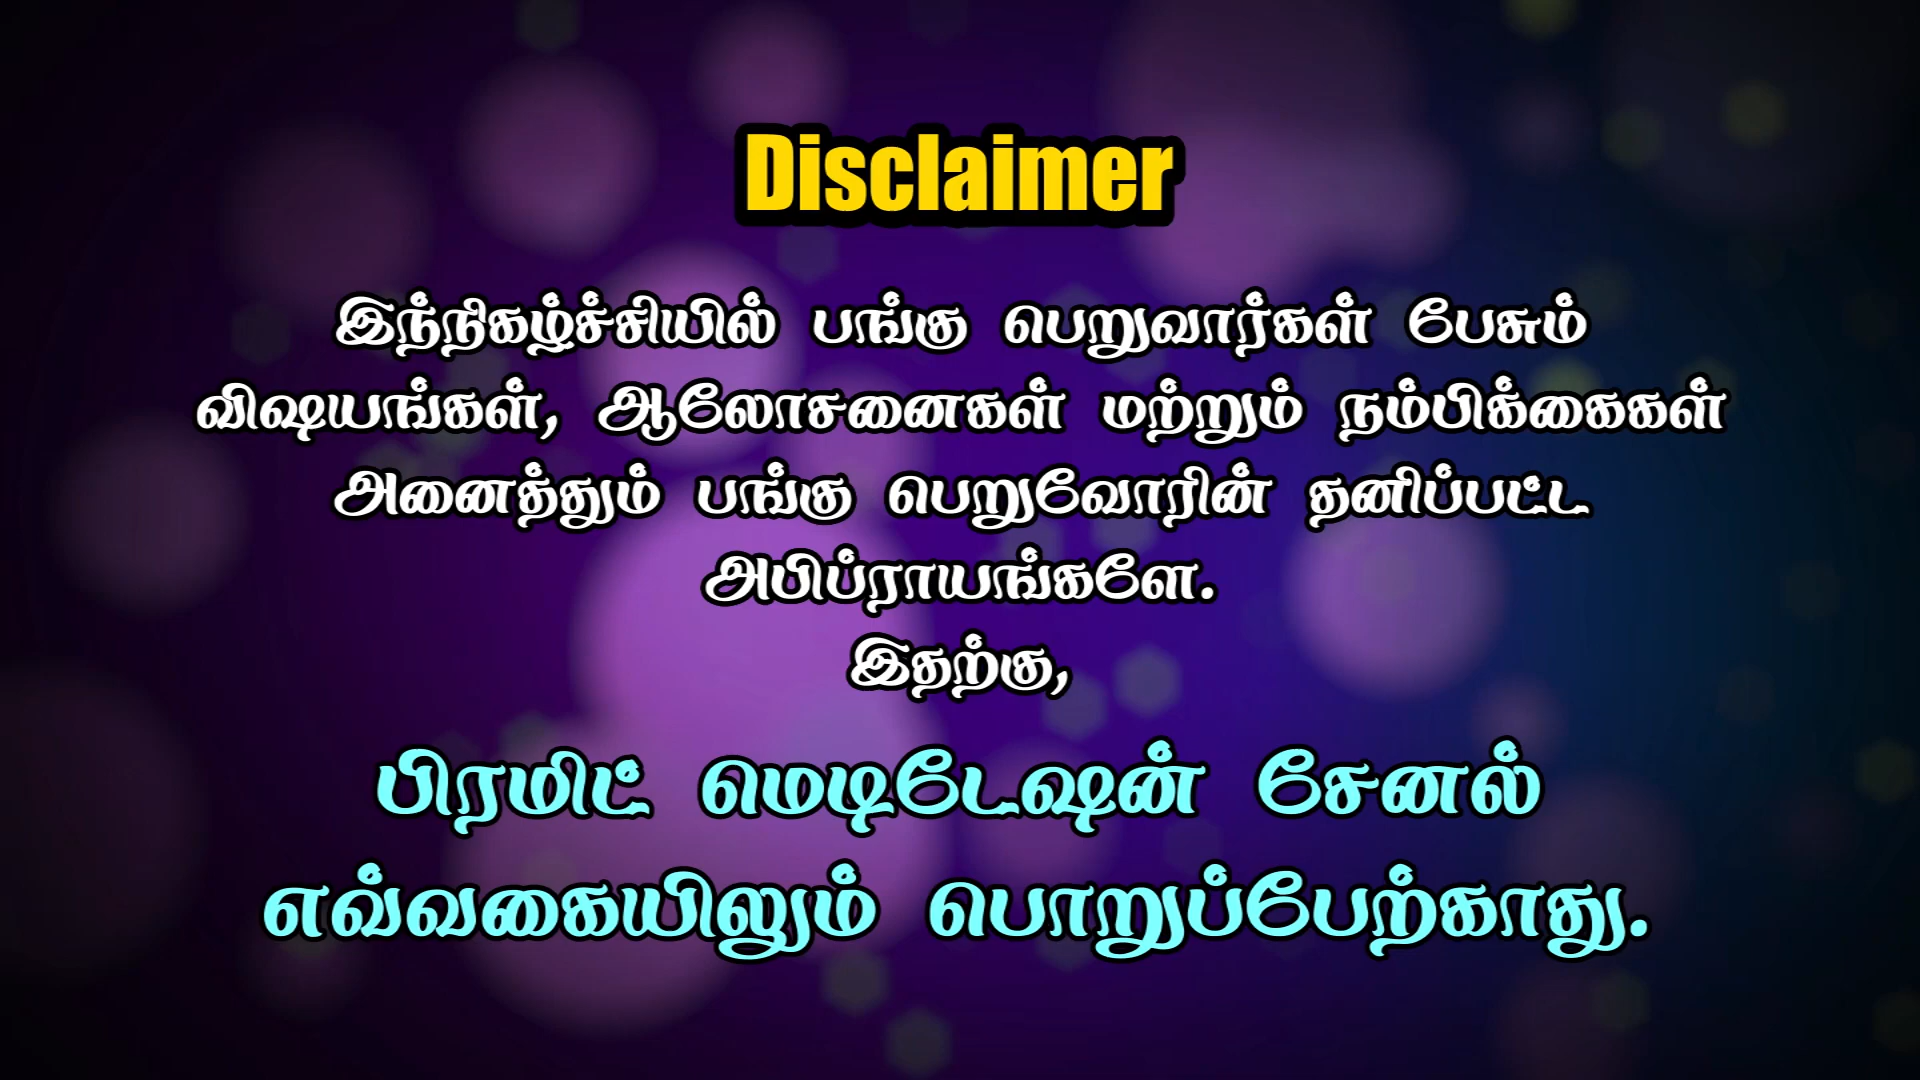 Disclaimer
இந்நிகழ்ச்சியில் பங்கு பெறுவார்கள் பேசும்
விஷயங்கள், ஆலோசனைகள் மற்றும் நம்பிக்கைகள்
அனைத்தும் பங்கு பெறுவோரின் தனிப்பட்ட
அபிப்ராயங்களே.
இதற்கு,
பிரமிட் மெடிடேஷன் சேனல்
எவ்வகையிலும் பொறுப்பேற்காது.